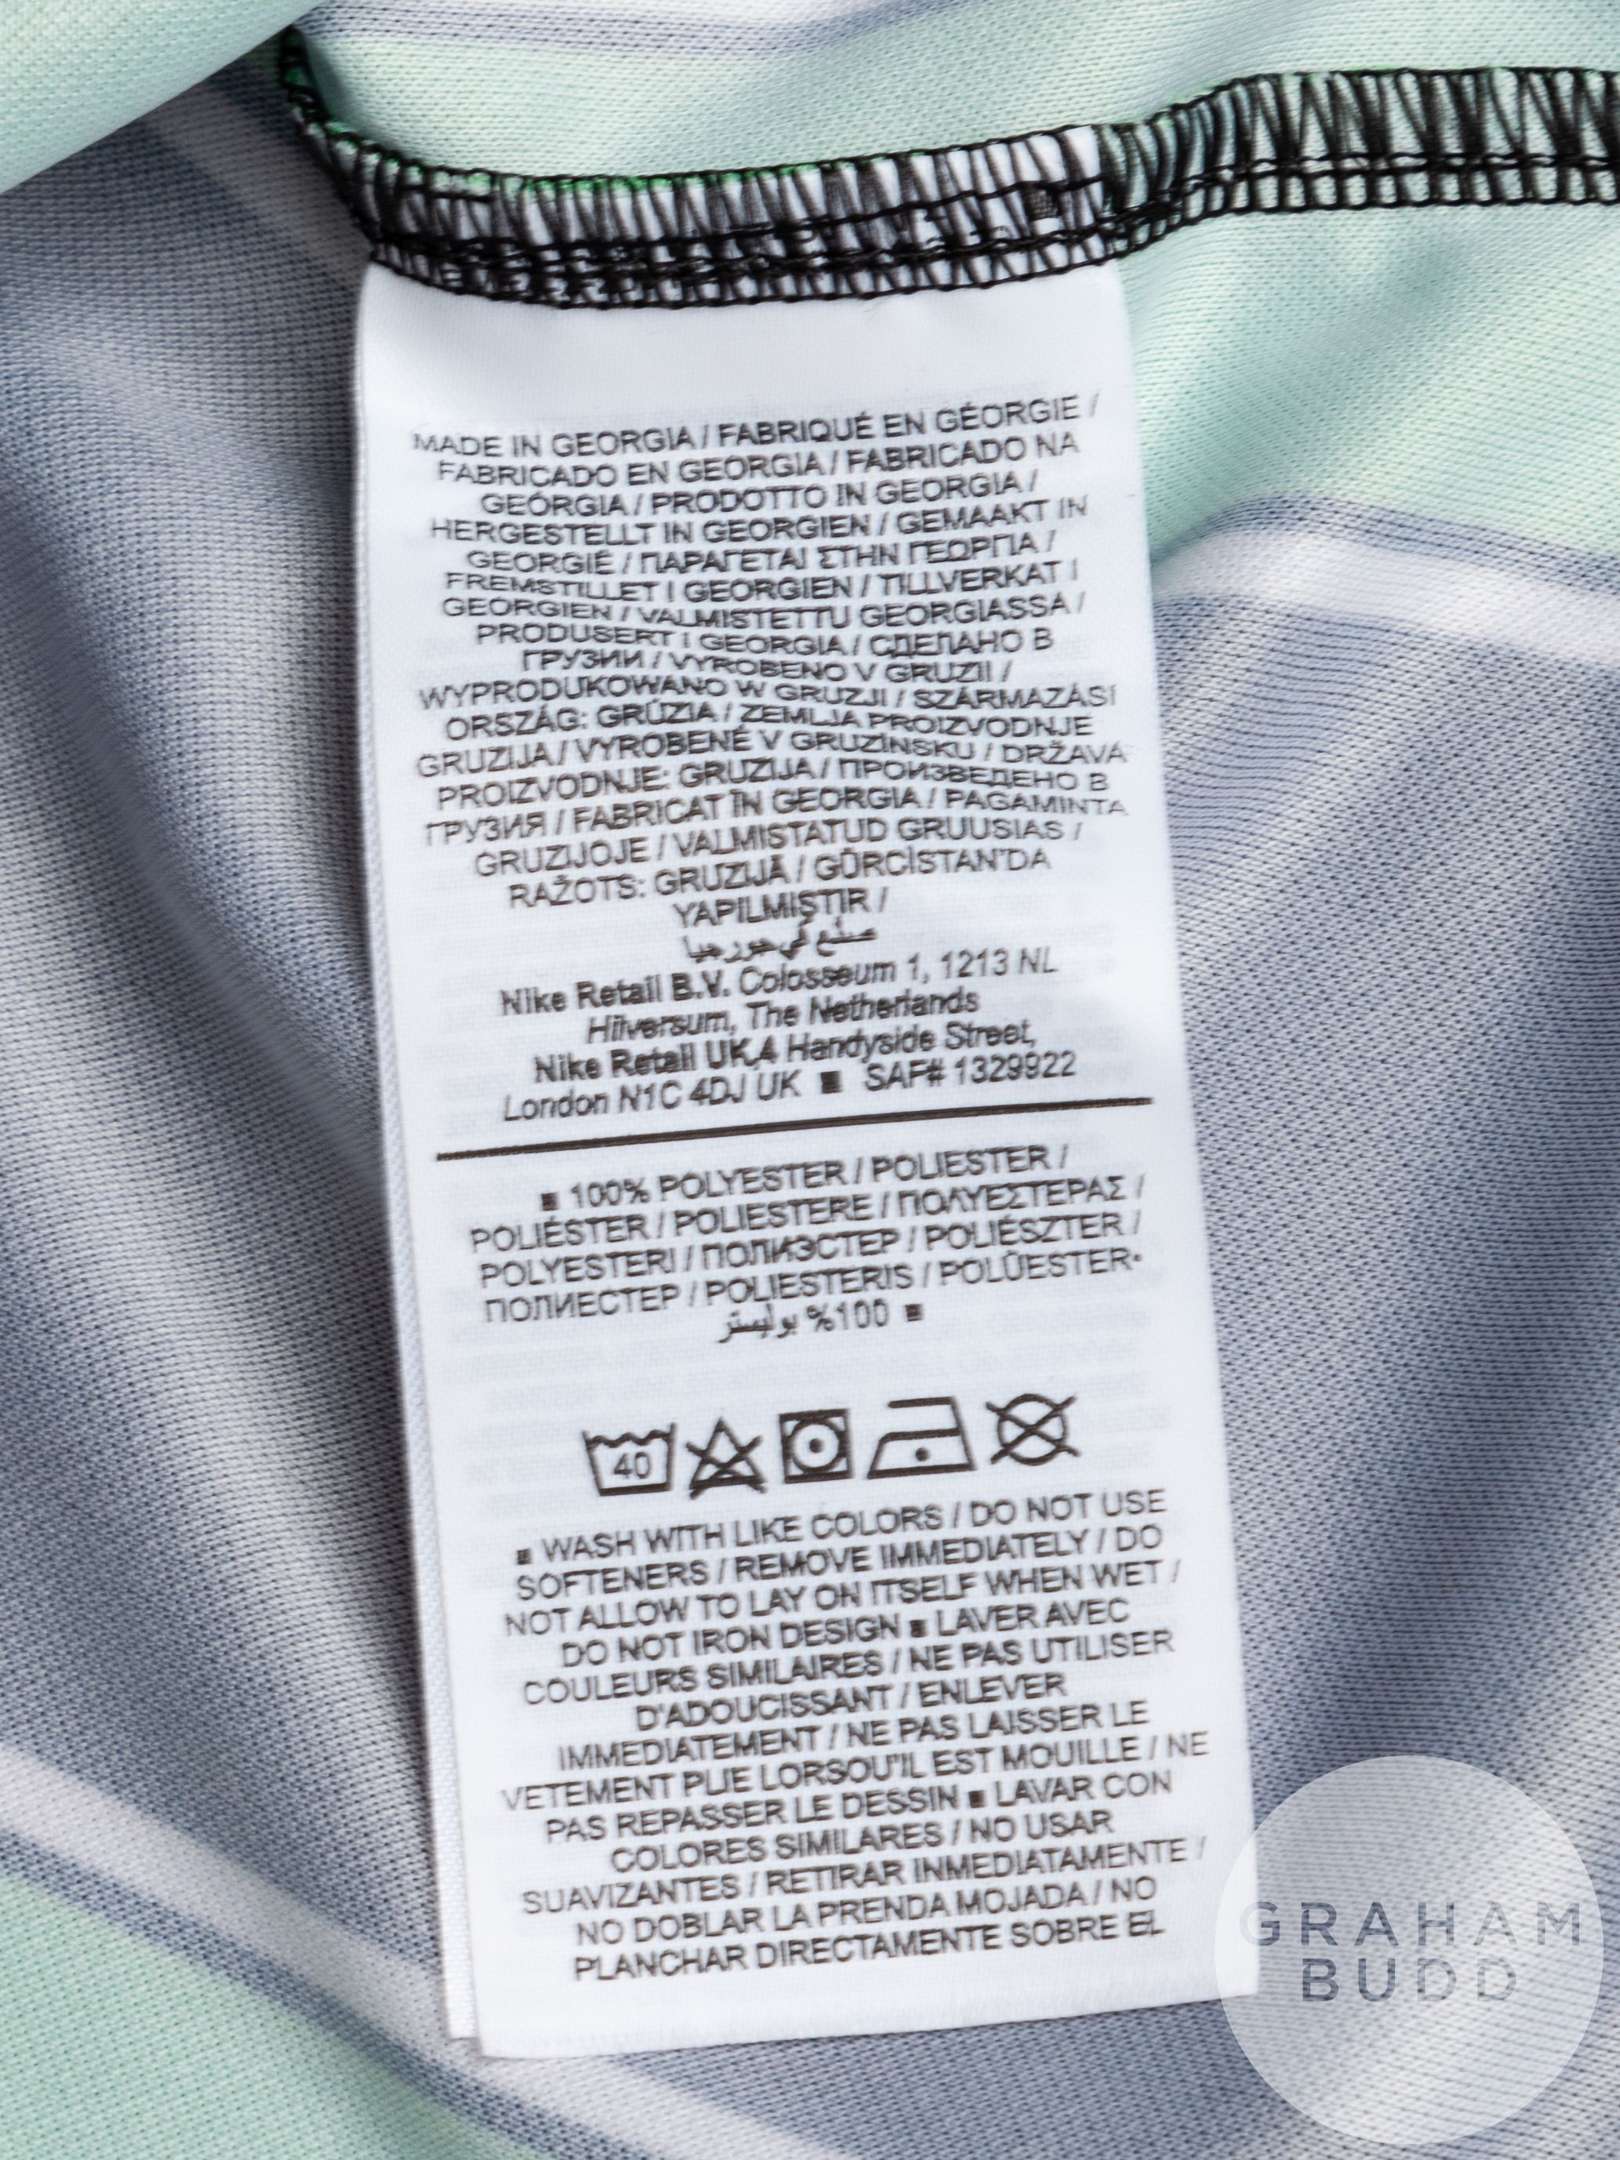 MADE IN GEORGIA / FABRIQUÉ EN GÉORGIE /
FABRICADO EN GEORGIA / FABRICADO NA
GEÓRGIA / PRODOTTO IN GEORGIA /
HERGESTELLT IN GEORGIEN / GEMAAKT IN
GEORGIË / ΠΑΡΑΓΕΤΑΙ ΣΤΗΝ ΓΕΩΡΓΙΑ /
FREMSTILLET I GEORGIEN / TILLVERKAT I
GEORGIEN / VALMISTETTU GEORGIASSA /
PRODUSERT I GEORGIA / СДЕЛАНО В
ГРУЗИИ / VYROBENO V GRUZII /
WYPRODUKOWANO W GRUZJI / SZÁRMAZÁSI
ORSZÁG: GRÚZIA / ZEMLJA PROIZVODNJE
GRUZIJA / VYROBENÉ V GRUZÍNSKU / DRŽAVA
PROIZVODNJE: GRUZIJA / ПРОИЗВЕДЕНО В
ГРУЗИЯ / FABRICAT ÎN GEORGIA / PAGAMINTA
GRUZIJOJE / VALMISTATUD GRUUSIAS /
RAŽOTS: GRUZIJĀ / GÜRCİSTAN'DA
YAPILMIŞTIR /
صنع في جورجيا
Nike Retail B.V. Colosseum 1, 1213 NL
Hilversum, The Netherlands
Nike Retail UK,4 Handyside Street,
London N1C 4DJ UK ■ SAF# 1329922
■ 100% POLYESTER / POLIESTER /
POLIÉSTER / POLIESTERE / ΠΟΛΥΕΣΤΕΡΑΣ /
POLYESTERI / ПОЛИЭСТЕР / POLIÉSZTER /
ПОЛИЕСТЕР / POLIESTERIS / POLÜESTER•
100% بوليستر ■
40
■ WASH WITH LIKE COLORS / DO NOT USE
SOFTENERS / REMOVE IMMEDIATELY / DO
NOT ALLOW TO LAY ON ITSELF WHEN WET /
DO NOT IRON DESIGN ■ LAVER AVEC
COULEURS SIMILAIRES / NE PAS UTILISER
D'ADOUCISSANT / ENLEVER
IMMEDIATEMENT / NE PAS LAISSER LE
VETEMENT PLIE LORSOU'IL EST MOUILLE / NE
PAS REPASSER LE DESSIN ■ LAVAR CON
COLORES SIMILARES / NO USAR
SUAVIZANTES / RETIRAR INMEDIATAMENTE /
NO DOBLAR LA PRENDA MOJADA / NO
PLANCHAR DIRECTAMENTE SOBRE EL
GRAHAM
BUDD